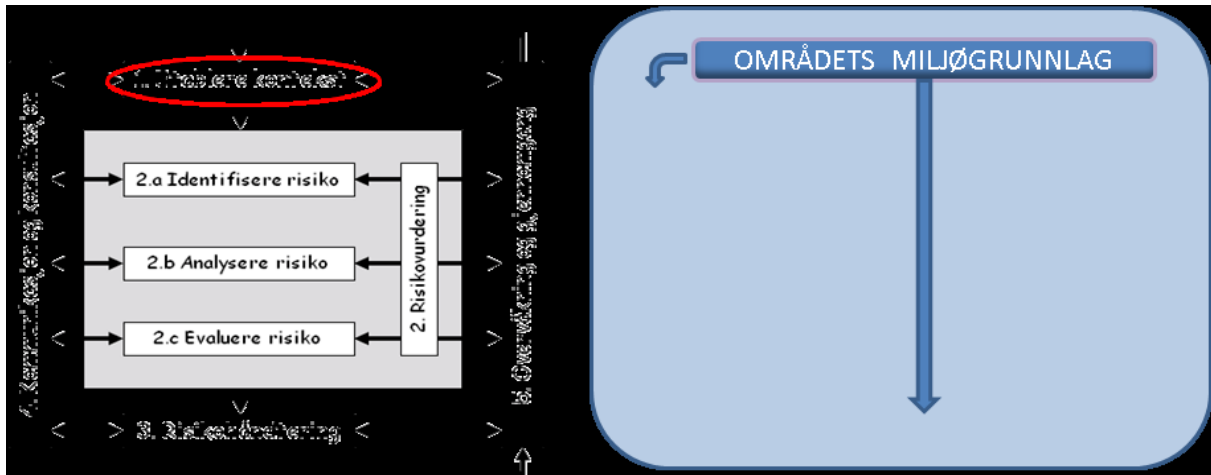 1. Etablere kontekst
2.a Identifisere risiko
2.b Analysere risiko
2.c Evaluere risiko
2. Risikovurdering
3. Risikohåndtering
4. Kommunikasjon og konsultasjon
5. Overvåking og gjennomgang
OMRÅDETS MILJØGRUNNLAG